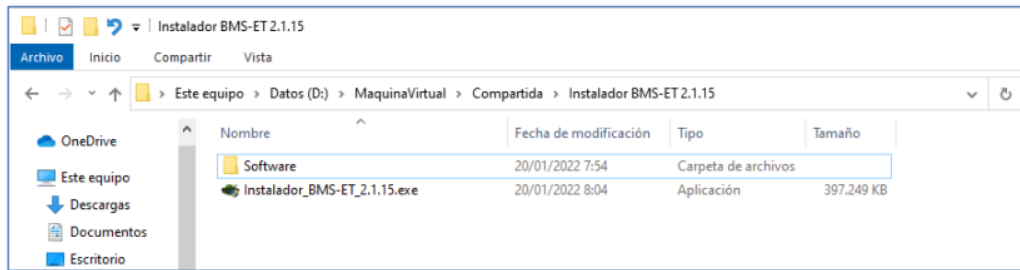 Instalador BMS-ET 2.1.15
Archivo Inicio Compartir Vista
Este equipo > Datos (D:) > MaquinaVirtual > Compartida > Instalador BMS-ET 2.1.15
OneDrive
Este equipo
Descargas
Documentos
Escritorio
Nombre Fecha de modificación Tipo Tamaño
Software 20/01/2022 7:54 Carpeta de archivos
Instalador_BMS-ET_2.1.15.exe 20/01/2022 8:04 Aplicación 397.249 KB